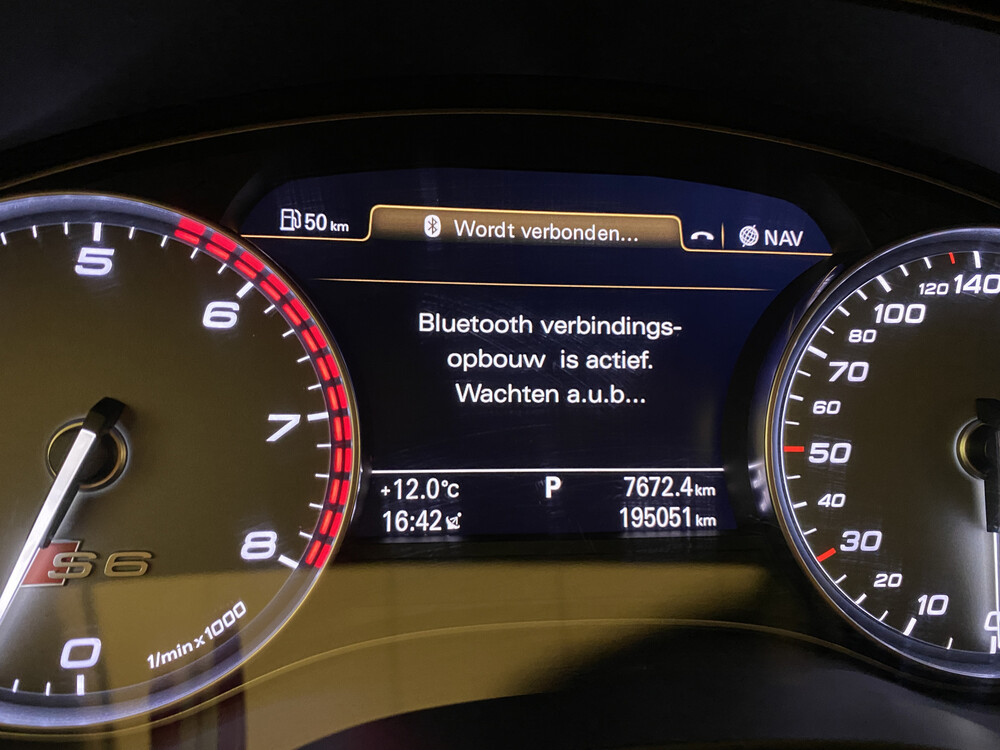 50 km
Wordt verbonden...
NAV
Bluetooth verbindings-
opbouw is actief.
Wachten a.u.b...
+12.0°C
P
7672.4 km
16:42
195051 km
5
6
7
8
0
S6
1/min x 1000
140
120
100
80
70
60
50
40
30
20
10
0